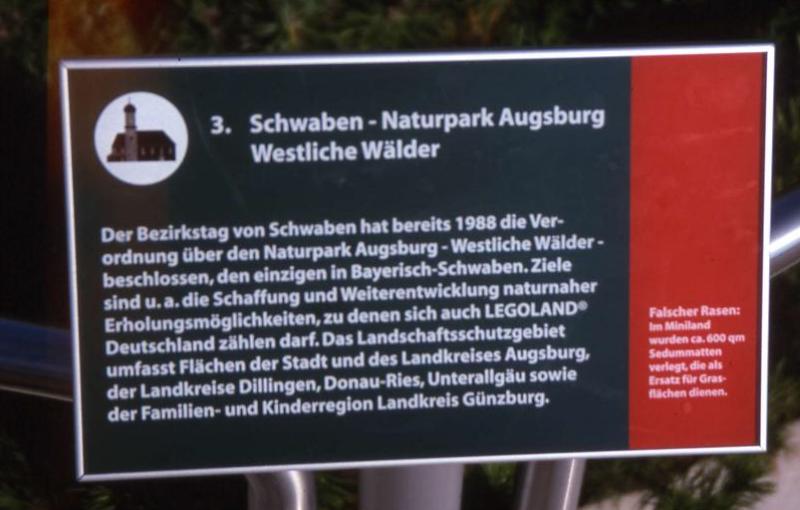 3. Schwaben - Naturpark Augsburg
Westliche Wälder
Der Bezirkstag von Schwaben hat bereits 1988 die Ver-
ordnung über den Naturpark Augsburg - Westliche Wälder -
beschlossen, den einzigen in Bayerisch-Schwaben. Ziele
sind u. a. die Schaffung und Weiterentwicklung naturnaher
Erholungsmöglichkeiten, zu denen sich auch LEGOLAND®
Deutschland zählen darf. Das Landschaftsschutzgebiet
umfasst Flächen der Stadt und des Landkreises Augsburg,
der Landkreise Dillingen, Donau-Ries, Unterallgäu sowie
der Familien- und Kinderregion Landkreis Günzburg.
Falscher Rasen:
Im Miniland
wurden ca. 600 qm
Sedummatten
verlegt, die als
Ersatz für Gras-
flächen dienen.